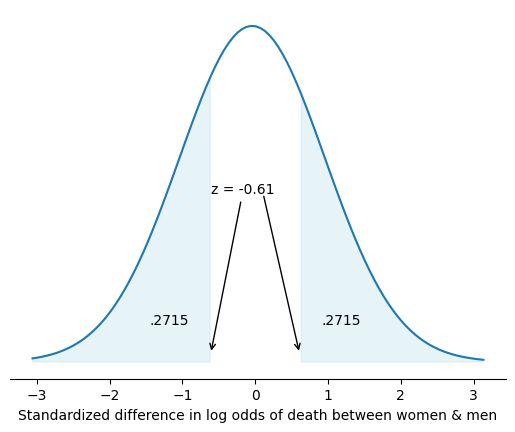 z = -0.61
.2715 .2715
−3 −2 −1 0 1 2 3
Standardized difference in log odds of death between women & men